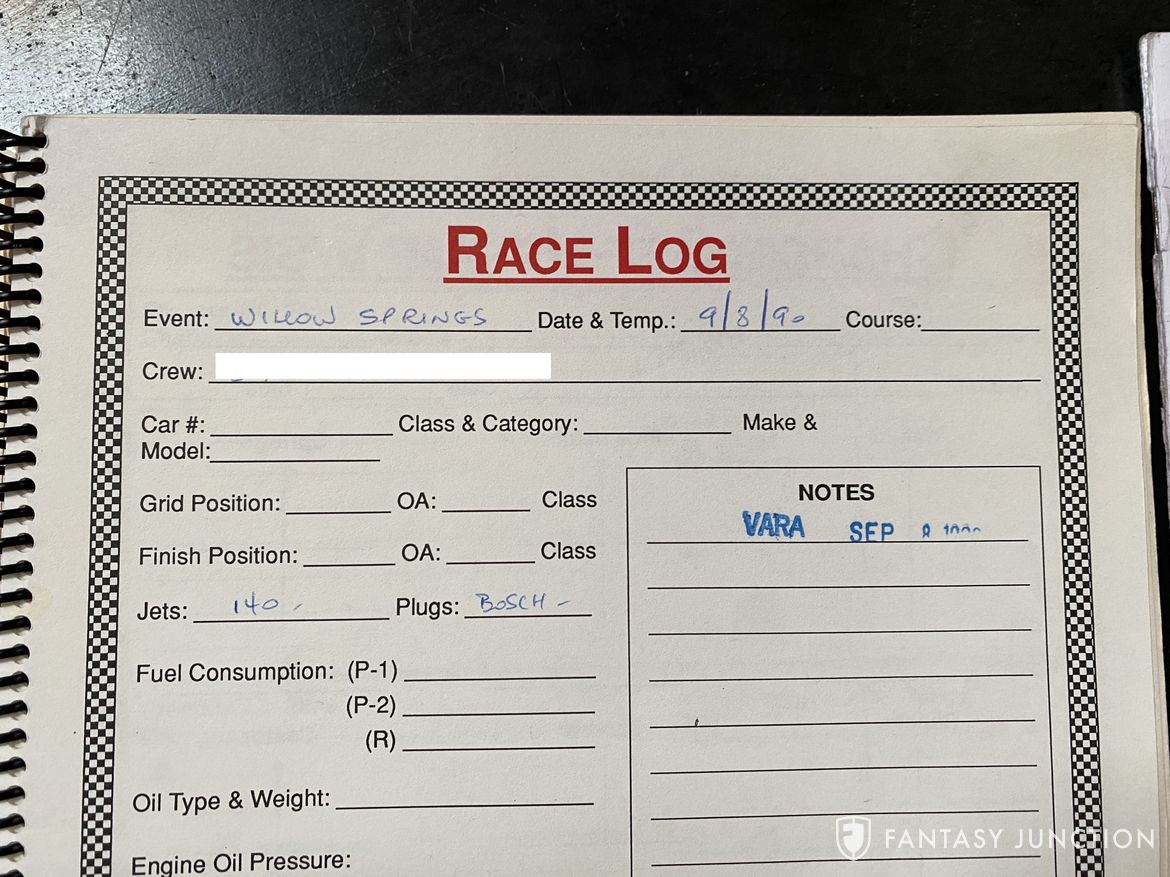 RACE LOG
Event: WILLOW SPRINGS Date & Temp.: 9/8/90 Course:
Crew:
Car #: Class & Category: Make &
Model:
Grid Position: OA: Class
Finish Position: OA: Class
Jets: 140 - Plugs: BOSCH -
Fuel Consumption: (P-1)
(P-2)
(R)
Oil Type & Weight:
Engine Oil Pressure:
NOTES
VARA SEP 8
FANTASY JUNCTION